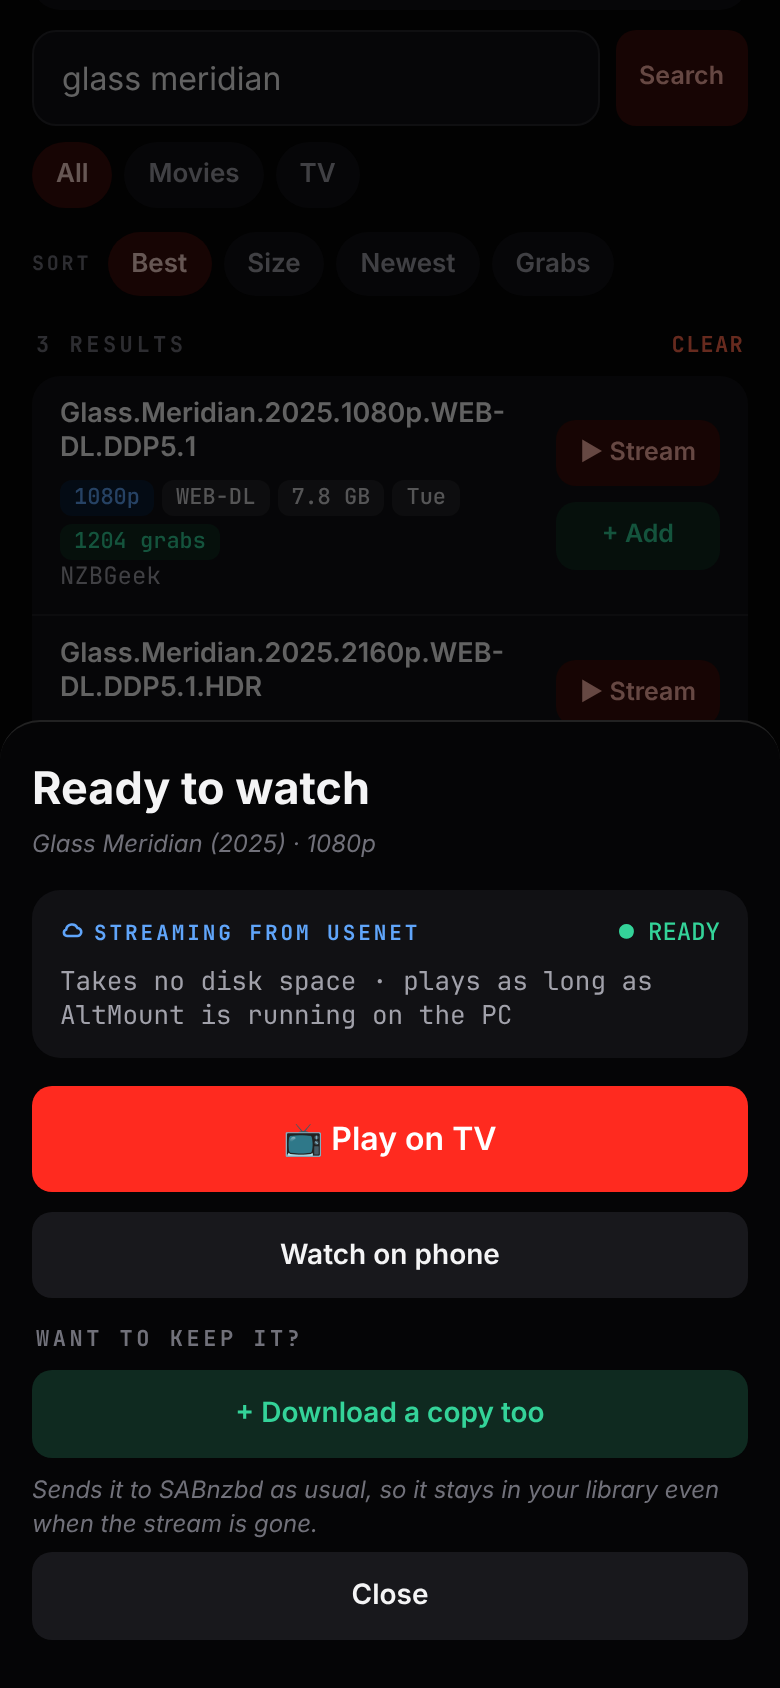 glass meridian
Search
All
Movies
TV
SORT
Best
Size
Newest
Grabs
3 RESULTS
CLEAR
Glass.Meridian.2025.1080p.WEB-
DL.DDP5.1
▶ Stream
1080p
WEB-DL
7.8 GB
Tue
+ Add
1204 grabs
NZBGeek
Glass.Meridian.2025.2160p.WEB-
DL.DDP5.1.HDR
▶ Stream
Ready to watch
Glass Meridian (2025) · 1080p
STREAMING FROM USENET
● READY
Takes no disk space · plays as long as
AltMount is running on the PC
📺 Play on TV
Watch on phone
WANT TO KEEP IT?
+ Download a copy too
Sends it to SABnzbd as usual, so it stays in your library even
when the stream is gone.
Close